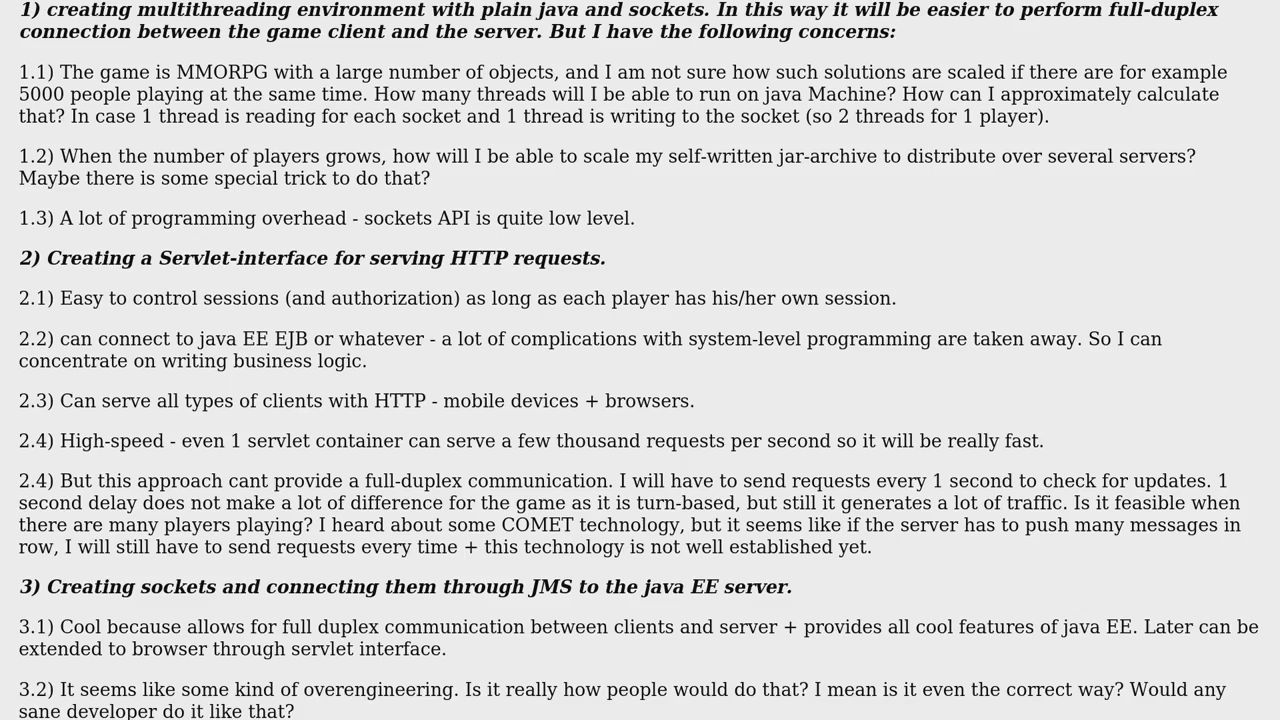 1) creating multithreading environment with plain java and sockets. In this way it will be easier to perform full-duplex
connection between the game client and the server. But I have the following concerns:
1.1) The game is MMORPG with a large number of objects, and I am not sure how such solutions are scaled if there are for example
5000 people playing at the same time. How many threads will I be able to run on java Machine? How can I approximately calculate
that? In case 1 thread is reading for each socket and 1 thread is writing to the socket (so 2 threads for 1 player).
1.2) When the number of players grows, how will I be able to scale my self-written jar-archive to distribute over several servers?
Maybe there is some special trick to do that?
1.3) A lot of programming overhead - sockets API is quite low level.
2) Creating a Servlet-interface for serving HTTP requests.
2.1) Easy to control sessions (and authorization) as long as each player has his/her own session.
2.2) can connect to java EE EJB or whatever - a lot of complications with system-level programming are taken away. So I can
concentrate on writing business logic.
2.3) Can serve all types of clients with HTTP - mobile devices + browsers.
2.4) High-speed - even 1 servlet container can serve a few thousand requests per second so it will be really fast.
2.4) But this approach cant provide a full-duplex communication. I will have to send requests every 1 second to check for updates. 1
second delay does not make a lot of difference for the game as it is turn-based, but still it generates a lot of traffic. Is it feasible when
there are many players playing? I heard about some COMET technology, but it seems like if the server has to push many messages in
row, I will still have to send requests every time + this technology is not well established yet.
3) Creating sockets and connecting them through JMS to the java EE server.
3.1) Cool because allows for full duplex communication between clients and server + provides all cool features of java EE. Later can be
extended to browser through servlet interface.
3.2) It seems like some kind of overengineering. Is it really how people would do that? I mean is it even the correct way? Would any
sane developer do it like that?